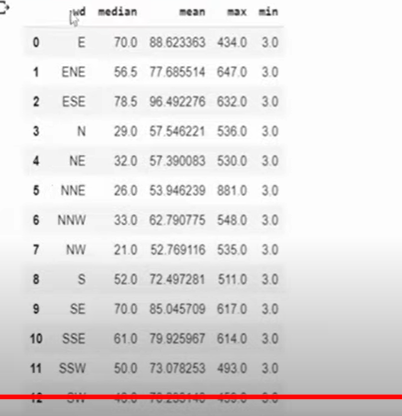 wd median mean max min
0 E 70.0 88.623363 434.0 3.0
1 ENE 56.5 77.685514 647.0 3.0
2 ESE 78.5 96.492276 632.0 3.0
3 N 29.0 57.546221 536.0 3.0
4 NE 32.0 57.390083 530.0 3.0
5 NNE 26.0 53.946239 881.0 3.0
6 NNW 33.0 62.790775 548.0 3.0
7 NW 21.0 52.769116 535.0 3.0
8 S 52.0 72.497281 511.0 3.0
9 SE 70.0 85.045709 617.0 3.0
10 SSE 61.0 79.925967 614.0 3.0
11 SSW 50.0 73.078253 493.0 3.0
12 SW